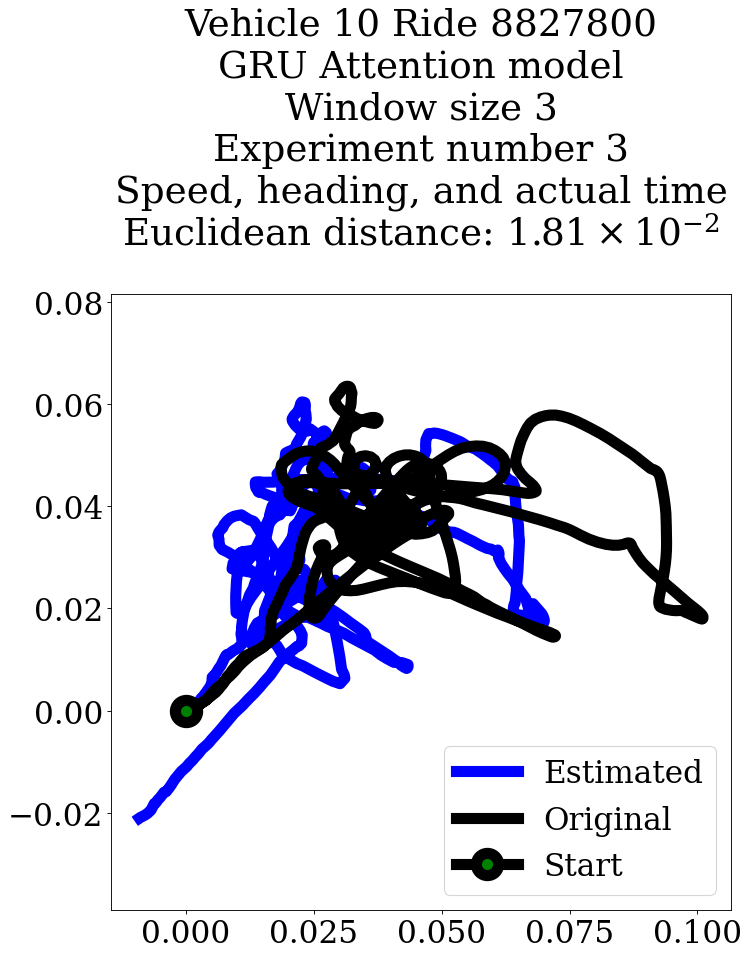 Vehicle 10 Ride 8827800
GRU Attention model
Window size 3
Experiment number 3
Speed, heading, and actual time
Euclidean distance: 1.81 × 10⁻²
0.08
0.06
0.04
0.02
0.00
−0.02
Estimated
Original
Start
0.000 0.025 0.050 0.075 0.100